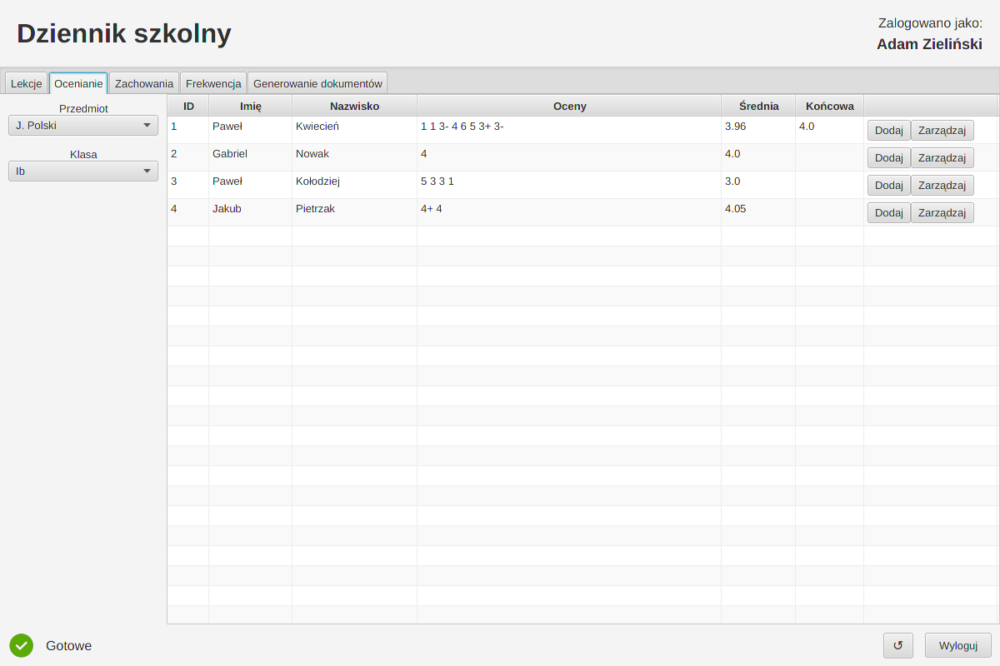 Dziennik szkolny
Zalogowano jako:
Adam Zieliński
Lekcje Ocenianie Zachowania Frekwencja Generowanie dokumentów
Przedmiot
J. Polski
Klasa
Ib
ID Imię Nazwisko Oceny Średnia Końcowa
1 Paweł Kwiecień 1 1 3- 4 6 5 3+ 3- 3.96 4.0 Dodaj Zarządzaj
2 Gabriel Nowak 4 4.0 Dodaj Zarządzaj
3 Paweł Kołodziej 5 3 3 1 3.0 Dodaj Zarządzaj
4 Jakub Pietrzak 4+ 4 4.05 Dodaj Zarządzaj
Gotowe
↺ Wyloguj